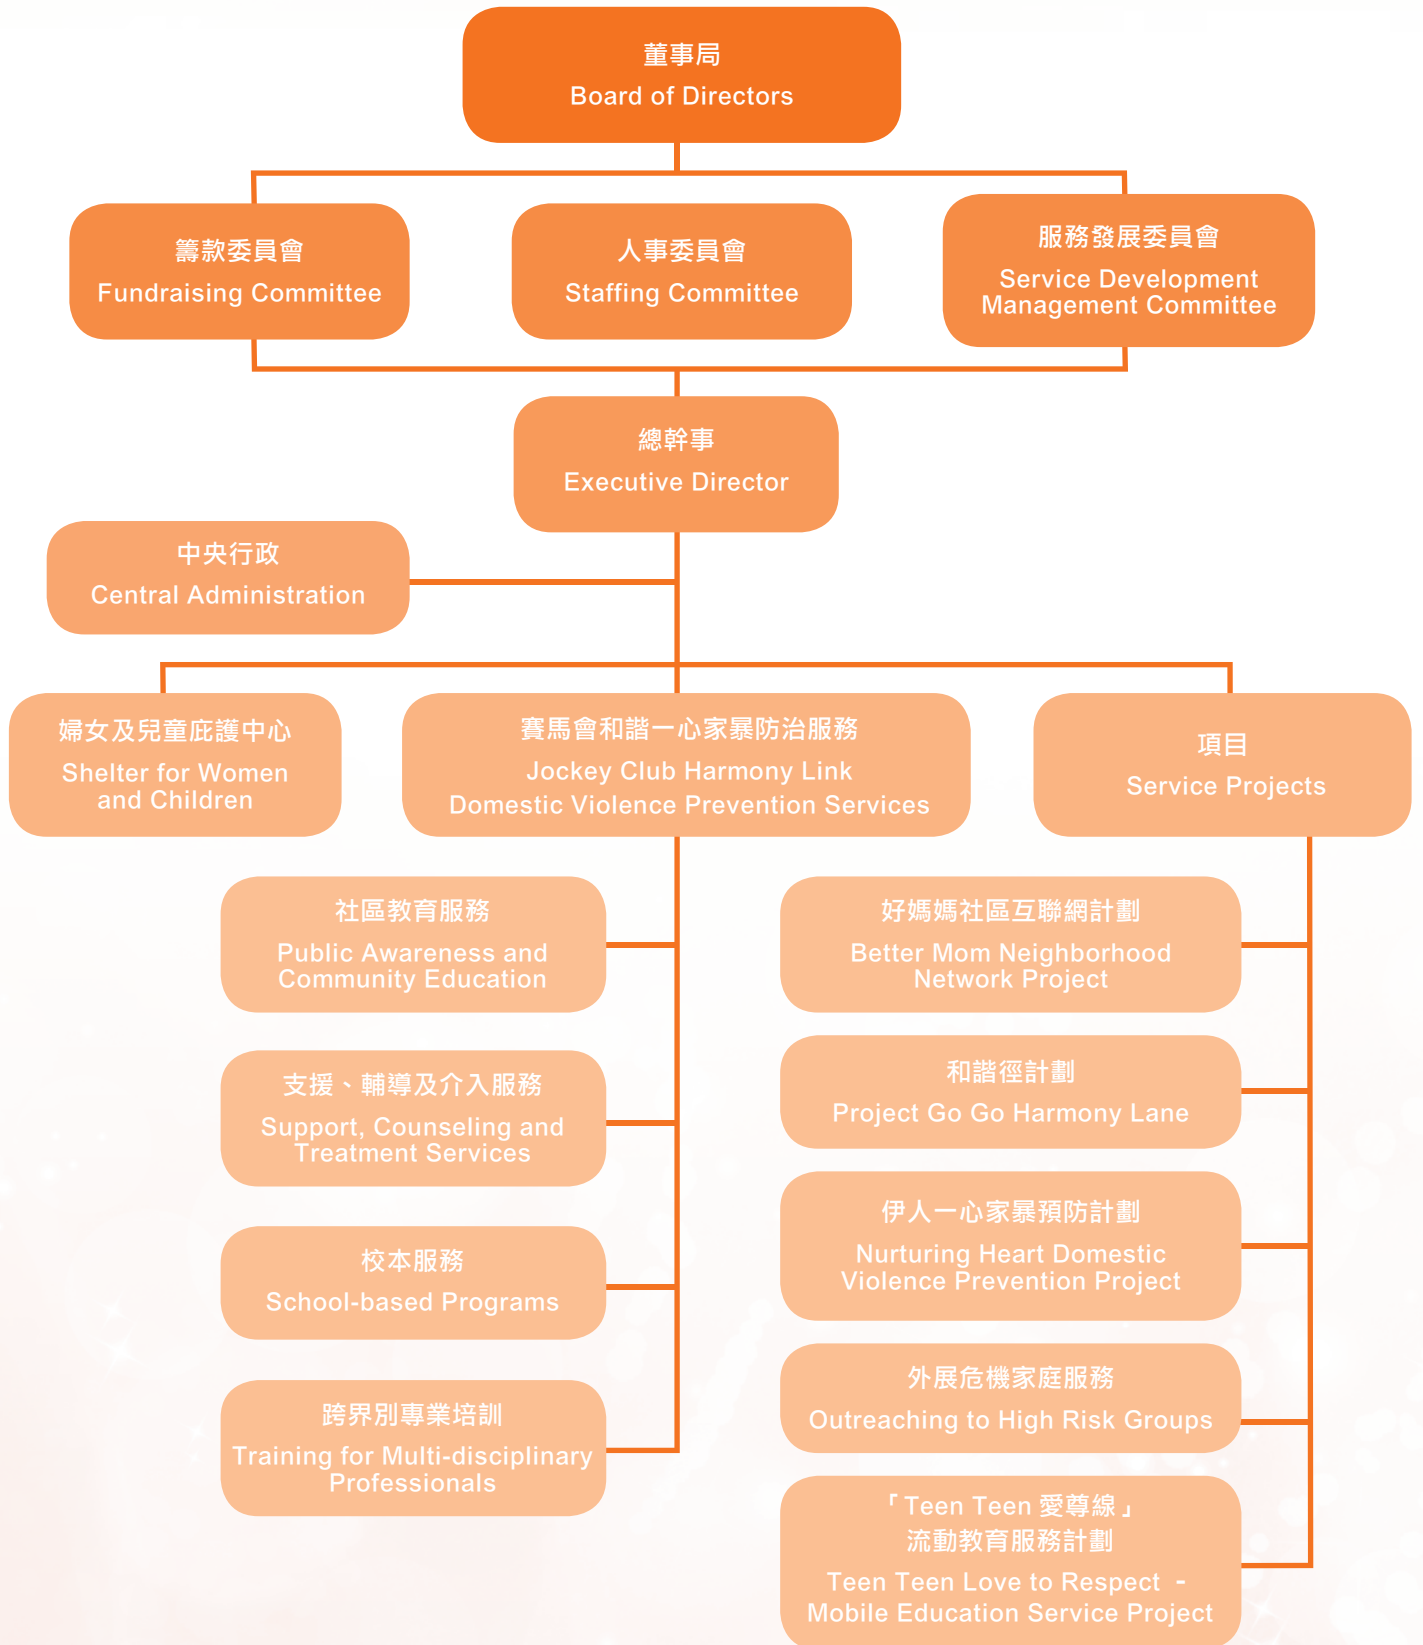 董事局
Board of Directors
籌款委員會
Fundraising Committee
人事委員會
Staffing Committee
服務發展委員會
Service Development
Management Committee
總幹事
Executive Director
中央行政
Central Administration
婦女及兒童庇護中心
Shelter for Women
and Children
賽馬會和諧一心家暴防治服務
Jockey Club Harmony Link
Domestic Violence Prevention Services
項目
Service Projects
社區教育服務
Public Awareness and
Community Education
支援、輔導及介入服務
Support, Counseling and
Treatment Services
校本服務
School-based Programs
跨界別專業培訓
Training for Multi-disciplinary
Professionals
好媽媽社區互聯網計劃
Better Mom Neighborhood
Network Project
和諧徑計劃
Project Go Go Harmony Lane
伊人一心家暴預防計劃
Nurturing Heart Domestic
Violence Prevention Project
外展危機家庭服務
Outreaching to High Risk Groups
「Teen Teen 愛尊線」
流動教育服務計劃
Teen Teen Love to Respect -
Mobile Education Service Project